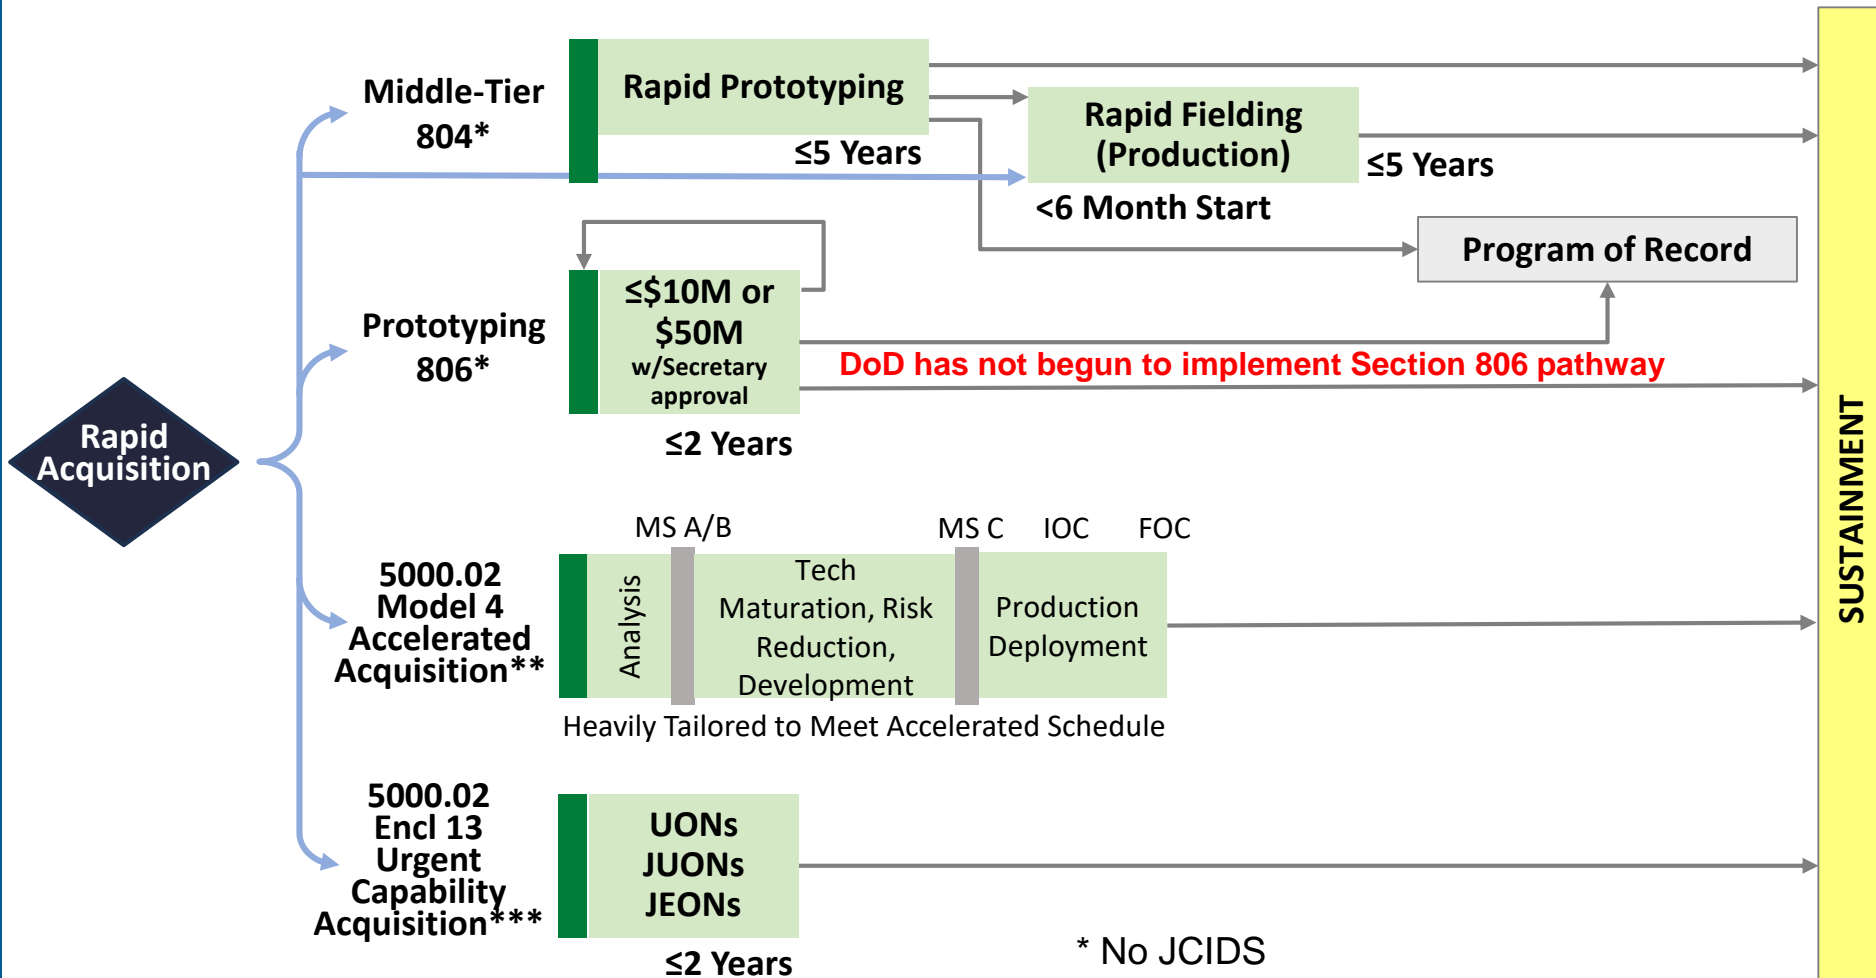 Middle-Tier
804*
Rapid Prototyping
≤5 Years
Rapid Fielding
(Production)
≤5 Years
<6 Month Start
Program of Record
Prototyping
806*
≤$10M or
$50M
w/Secretary
approval
≤2 Years
DoD has not begun to implement Section 806 pathway
Rapid
Acquisition
SUSTAINMENT
5000.02
Model 4
Accelerated
Acquisition**
MS A/B
MS C
IOC
FOC
Analysis
Tech
Maturation, Risk
Reduction,
Development
Production
Deployment
Heavily Tailored to Meet Accelerated Schedule
5000.02
Encl 13
Urgent
Capability
Acquisition***
UONs
JUONs
JEONs
≤2 Years
* No JCIDS